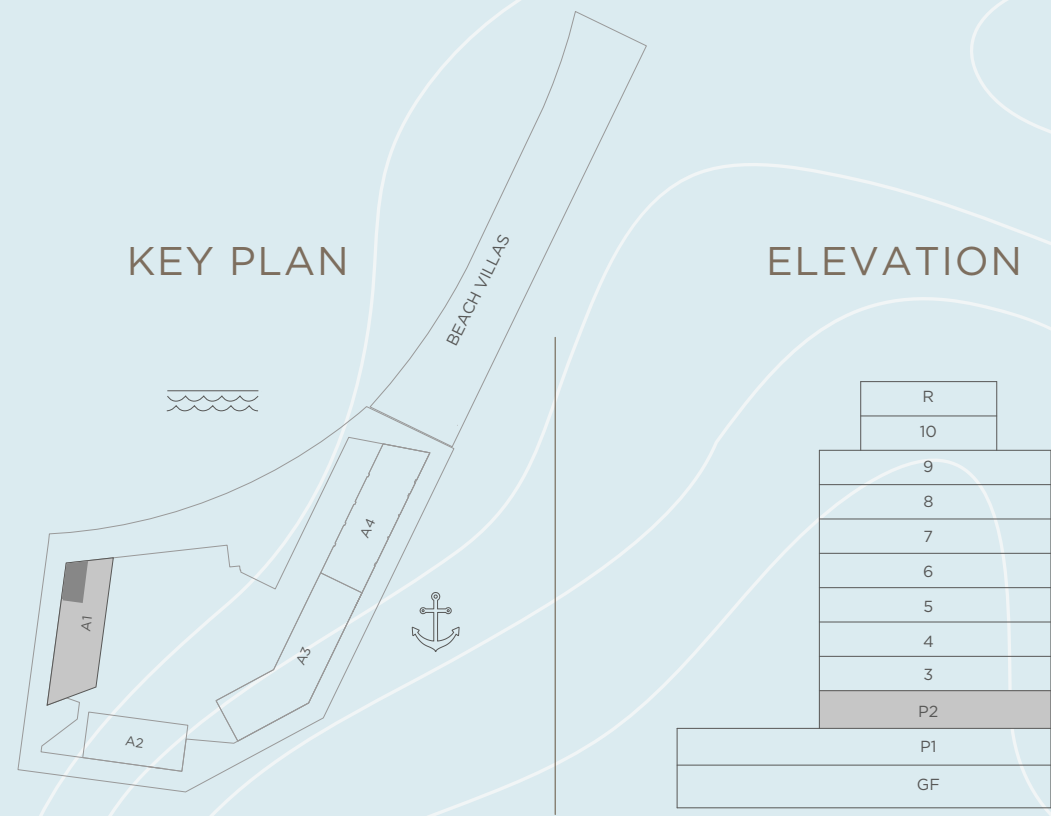 KEY PLAN
BEACH VILLAS
A4
A1
A3
A2
ELEVATION
R
10
9
8
7
6
5
4
3
P2
P1
GF